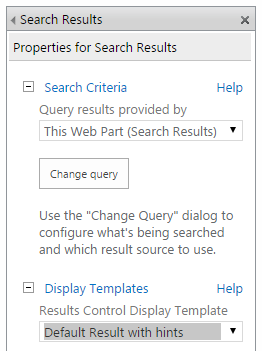 Search Results
Properties for Search Results
Search Criteria Help
Query results provided by
This Web Part (Search Results)
Change query
Use the "Change Query" dialog to
configure what's being searched
and which result source to use.
Display Templates Help
Results Control Display Template
Default Result with hints